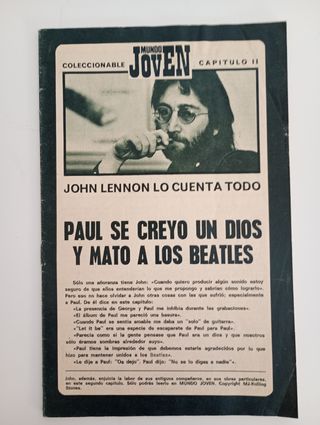 MUNDO
COLECCIONABLE JOVEN CAPITULO II
JOHN LENNON LO CUENTA TODO
PAUL SE CREYO UN DIOS
Y MATO A LOS BEATLES
Sólo una añoranza tiene John: «Cuando quiero producir algún sonido estoy
seguro de que ellos entenderían lo que me propongo y sabrían cómo lograrlo».
Pero eso no hace olvidar a John otras cosas con las que sufrió; especialmente
a Paul. De él dice en este capítulo:
«La presencia de George y Paul me inhibía durante las grabaciones».
«El álbum de Paul me pareció una basura».
«Cuando Paul se sentía amable me daba un "solo" de guitarra».
«"Let it be" era una especie de escaparate de Paul para Paul».
«Parecía como si la gente pensase que Paul era un dios y que nosotros
sólo éramos sombras alrededor suyo».
«Paul tiene la impresión de que debemos estarle agradecidos por lo que
hizo para mantener unidos a los Beatles».
«Le dije a Paul: "Os dejo". Paul dijo: "No se lo digas a nadie"».
John, además, enjuicia la labor de sus antiguos compañeros, en sus obras particulares,
en este segundo capítulo. Sólo podrás leerlo en MUNDO JOVEN. Copyright MJ-Rolling
Stones.